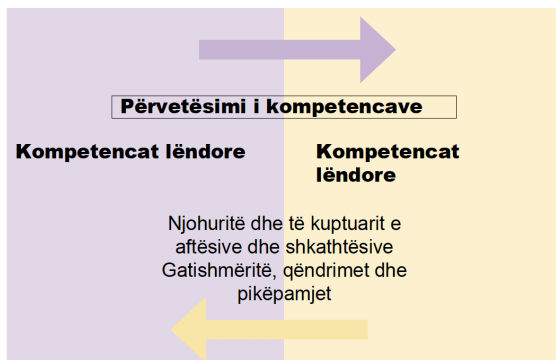 Përvetësimi i kompetencave
Kompetencat lëndore
Kompetencat
lëndore
Njohuritë dhe të kuptuarit e
aftësive dhe shkathtësive
Gatishmëritë, qëndrimet dhe
pikëpamjet